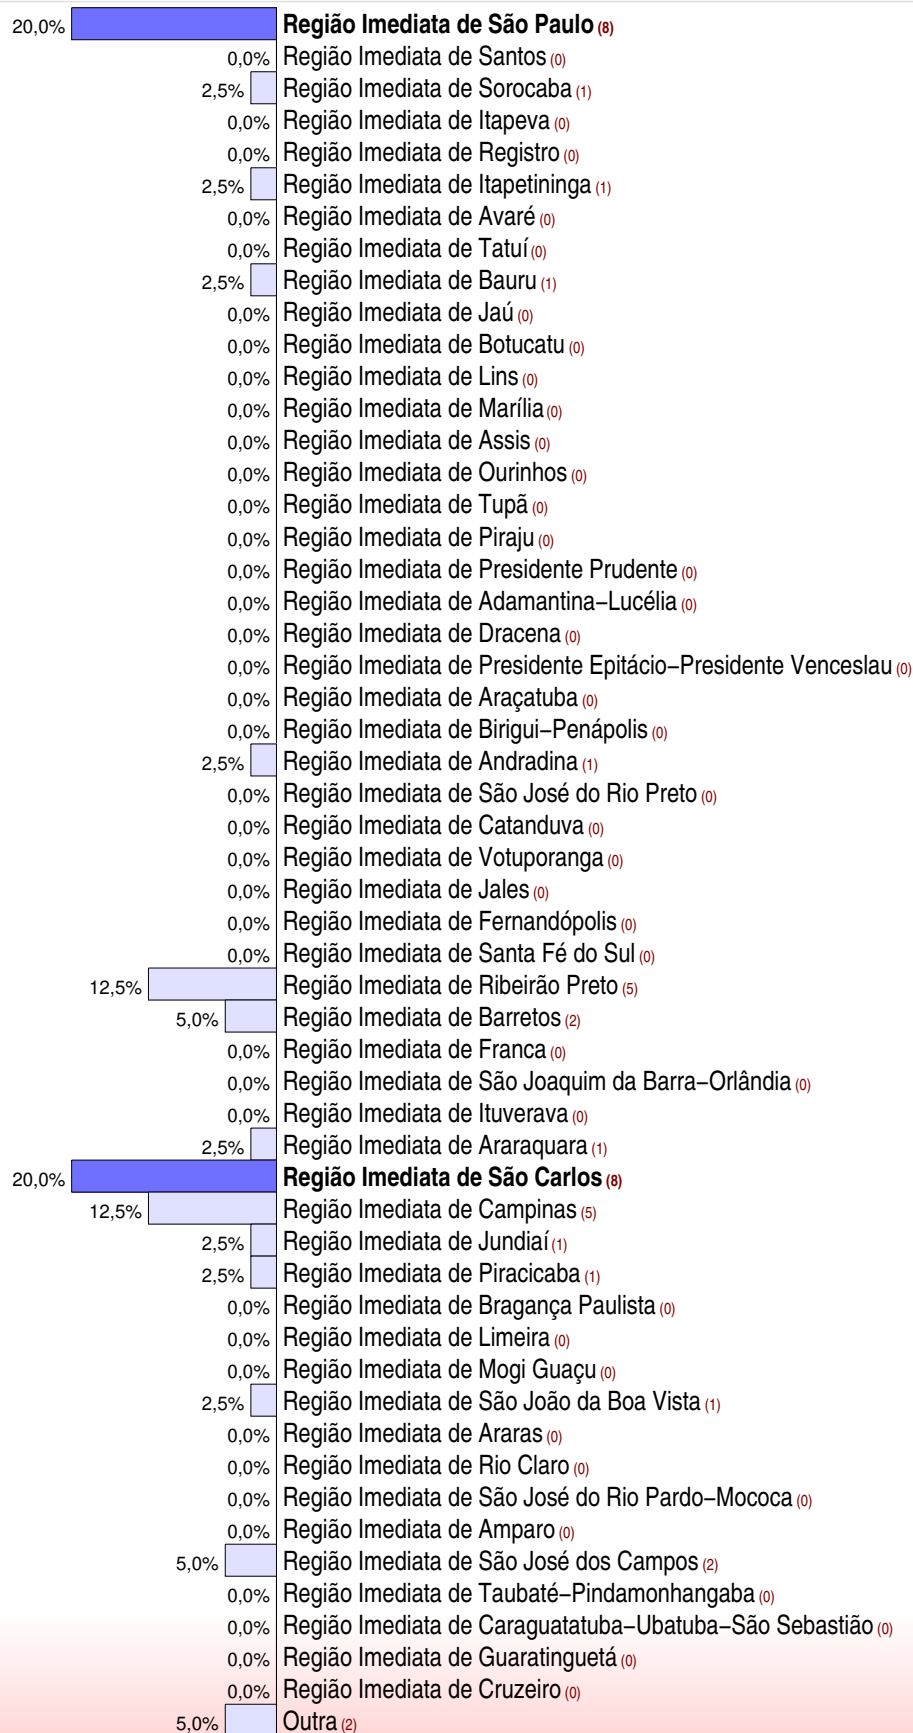 20,0% Região Imediata de São Paulo (8)
0,0% Região Imediata de Santos (0)
2,5% Região Imediata de Sorocaba (1)
0,0% Região Imediata de Itapeva (0)
0,0% Região Imediata de Registro (0)
2,5% Região Imediata de Itapetininga (1)
0,0% Região Imediata de Avaré (0)
0,0% Região Imediata de Tatuí (0)
2,5% Região Imediata de Bauru (1)
0,0% Região Imediata de Jaú (0)
0,0% Região Imediata de Botucatu (0)
0,0% Região Imediata de Lins (0)
0,0% Região Imediata de Marília (0)
0,0% Região Imediata de Assis (0)
0,0% Região Imediata de Ourinhos (0)
0,0% Região Imediata de Tupã (0)
0,0% Região Imediata de Piraju (0)
0,0% Região Imediata de Presidente Prudente (0)
0,0% Região Imediata de Adamantina−Lucélia (0)
0,0% Região Imediata de Dracena (0)
0,0% Região Imediata de Presidente Epitácio−Presidente Venceslau (0)
0,0% Região Imediata de Araçatuba (0)
0,0% Região Imediata de Birigui−Penápolis (0)
2,5% Região Imediata de Andradina (1)
0,0% Região Imediata de São José do Rio Preto (0)
0,0% Região Imediata de Catanduva (0)
0,0% Região Imediata de Votuporanga (0)
0,0% Região Imediata de Jales (0)
0,0% Região Imediata de Fernandópolis (0)
0,0% Região Imediata de Santa Fé do Sul (0)
12,5% Região Imediata de Ribeirão Preto (5)
5,0% Região Imediata de Barretos (2)
0,0% Região Imediata de Franca (0)
0,0% Região Imediata de São Joaquim da Barra−Orlândia (0)
0,0% Região Imediata de Ituverava (0)
2,5% Região Imediata de Araraquara (1)
20,0% Região Imediata de São Carlos (8)
12,5% Região Imediata de Campinas (5)
2,5% Região Imediata de Jundiaí (1)
2,5% Região Imediata de Piracicaba (1)
0,0% Região Imediata de Bragança Paulista (0)
0,0% Região Imediata de Limeira (0)
0,0% Região Imediata de Mogi Guaçu (0)
2,5% Região Imediata de São João da Boa Vista (1)
0,0% Região Imediata de Araras (0)
0,0% Região Imediata de Rio Claro (0)
0,0% Região Imediata de São José do Rio Pardo−Mococa (0)
0,0% Região Imediata de Amparo (0)
5,0% Região Imediata de São José dos Campos (2)
0,0% Região Imediata de Taubaté−Pindamonhangaba (0)
0,0% Região Imediata de Caraguatatuba−Ubatuba−São Sebastião (0)
0,0% Região Imediata de Guaratinguetá (0)
0,0% Região Imediata de Cruzeiro (0)
5,0% Outra (2)